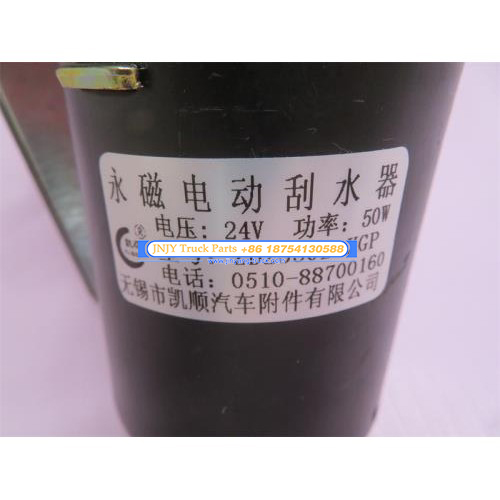 永磁电动刮水器
电压: 24V 功率: 50W
JNJY Truck Parts +86 18754130588
电话: 0510-88700160
无锡市凯顺汽车附件有限公司